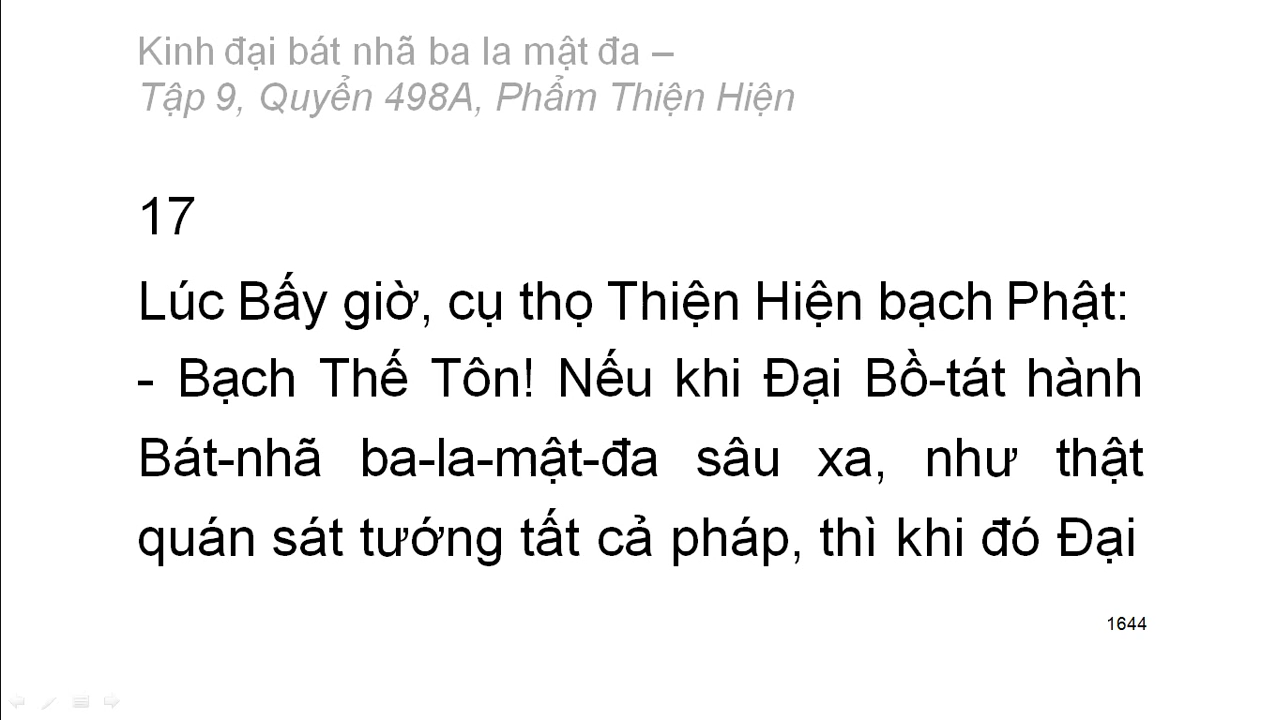 Kinh đại bát nhã ba la mật đa –
Tập 9, Quyển 498A, Phẩm Thiện Hiện
17
Lúc Bấy giờ, cụ thọ Thiện Hiện bạch Phật:
- Bạch Thế Tôn! Nếu khi Đại Bồ-tát hành
Bát-nhã ba-la-mật-đa sâu xa, như thật
quán sát tướng tất cả pháp, thì khi đó Đại
1644